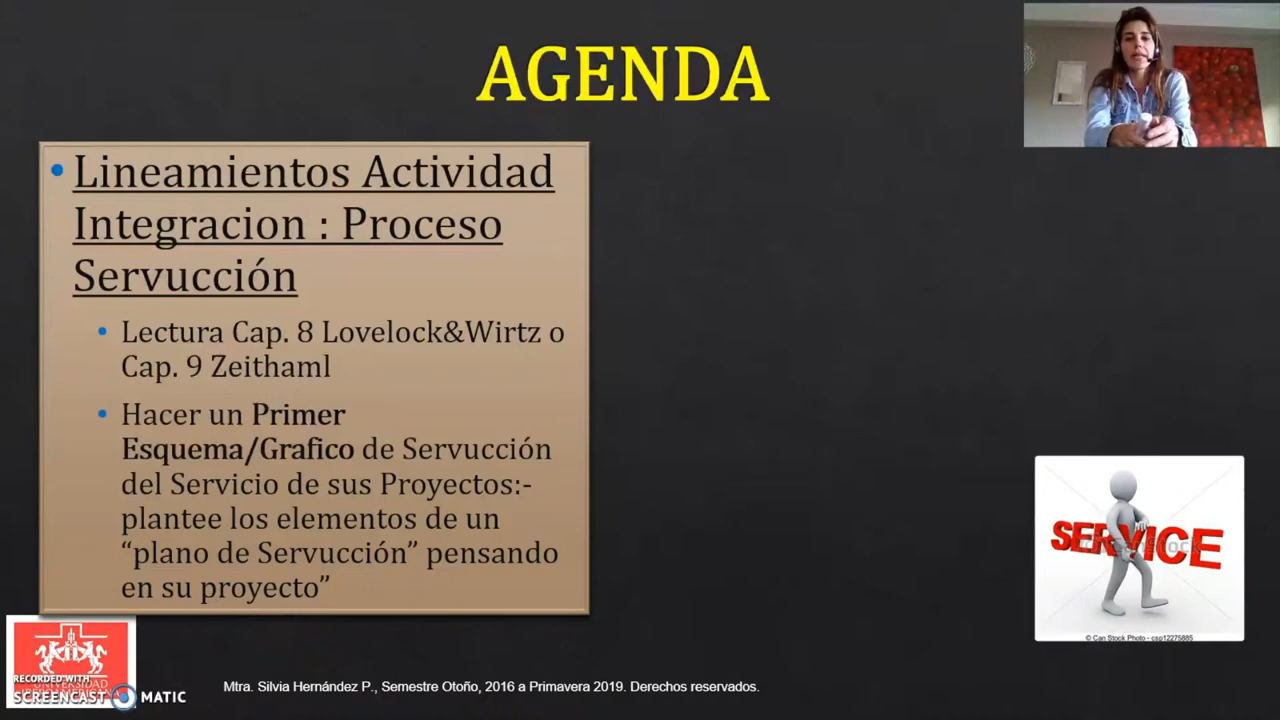 AGENDA
• Lineamientos Actividad
Integracion : Proceso
Servucción
• Lectura Cap. 8 Lovelock&Wirtz o
Cap. 9 Zeithaml
• Hacer un Primer
Esquema/Grafico de Servucción
del Servicio de sus Proyectos:-
plantee los elementos de un
“plano de Servucción” pensando
en su proyecto”
SERVICE
© Can Stock Photo - csp12275885
RECORDED WITH
UNIVERSIDAD
IBEROAMERICANA
SCREENCAST MATIC
Mtra. Silvia Hernández P., Semestre Otoño, 2016 a Primavera 2019. Derechos reservados.